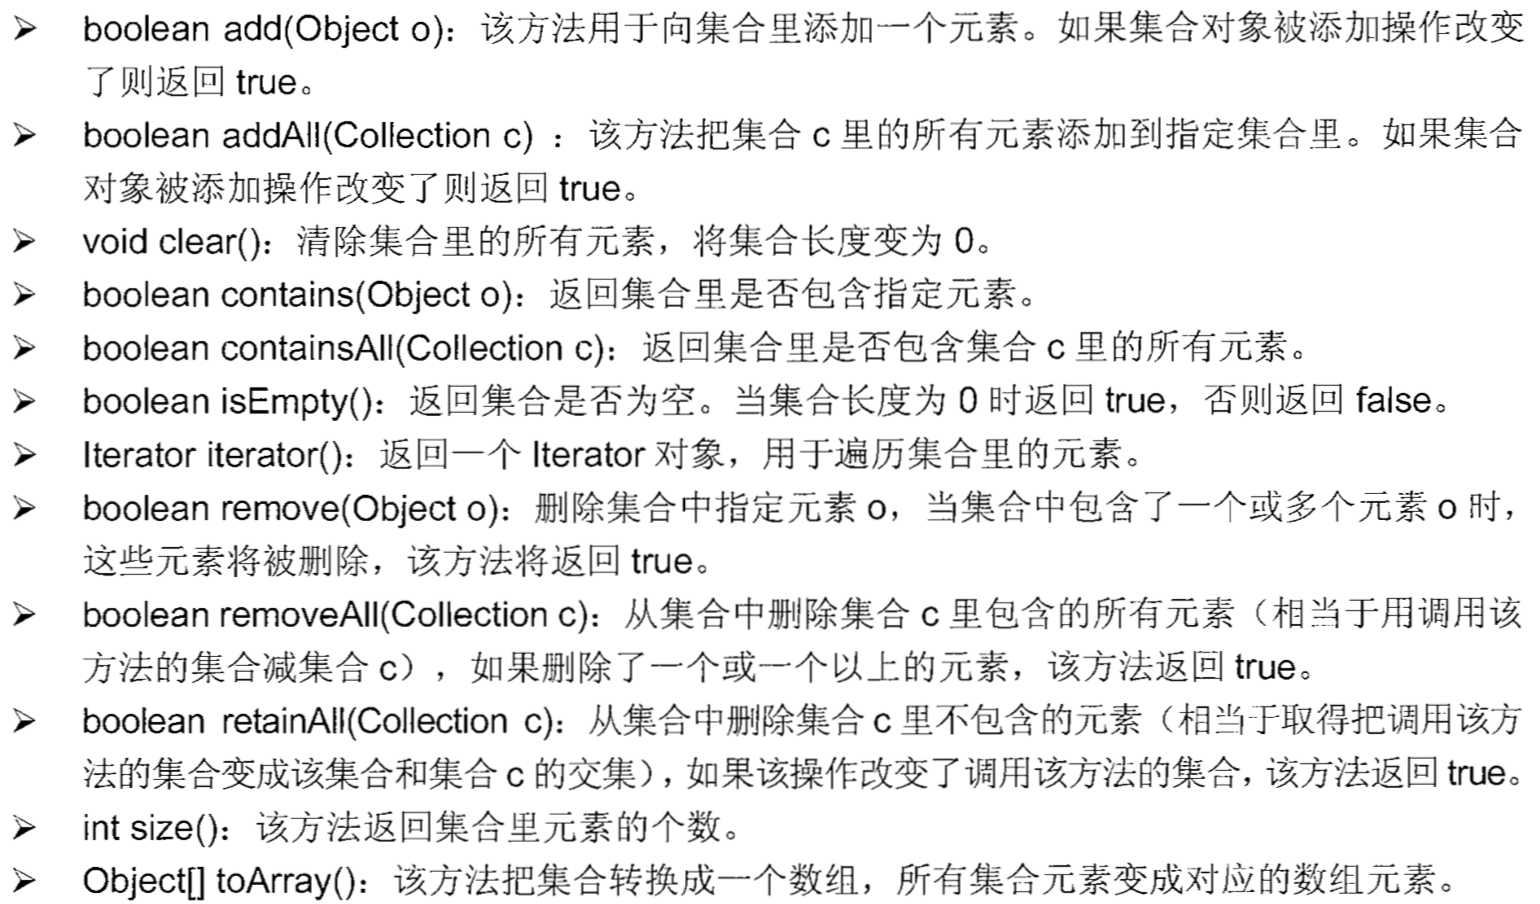 ➢ boolean add(Object o)：该方法用于向集合里添加一个元素。如果集合对象被添加操作改变
了则返回 true。
➢ boolean addAll(Collection c) ：该方法把集合 c 里的所有元素添加到指定集合里。如果集合
对象被添加操作改变了则返回 true。
➢ void clear()：清除集合里的所有元素，将集合长度变为 0。
➢ boolean contains(Object o)：返回集合里是否包含指定元素。
➢ boolean containsAll(Collection c)：返回集合里是否包含集合 c 里的所有元素。
➢ boolean isEmpty()：返回集合是否为空。当集合长度为 0 时返回 true，否则返回 false。
➢ Iterator iterator()：返回一个 Iterator 对象，用于遍历集合里的元素。
➢ boolean remove(Object o)：删除集合中指定元素 o，当集合中包含了一个或多个元素 o 时，
这些元素将被删除，该方法将返回 true。
➢ boolean removeAll(Collection c)：从集合中删除集合 c 里包含的所有元素（相当于用调用该
方法的集合减集合 c），如果删除了一个或一个以上的元素，该方法返回 true。
➢ boolean retainAll(Collection c)：从集合中删除集合 c 里不包含的元素（相当于取得把调用该方
法的集合变成该集合和集合 c 的交集），如果该操作改变了调用该方法的集合，该方法返回 true。
➢ int size()：该方法返回集合里元素的个数。
➢ Object[] toArray()：该方法把集合转换成一个数组，所有集合元素变成对应的数组元素。